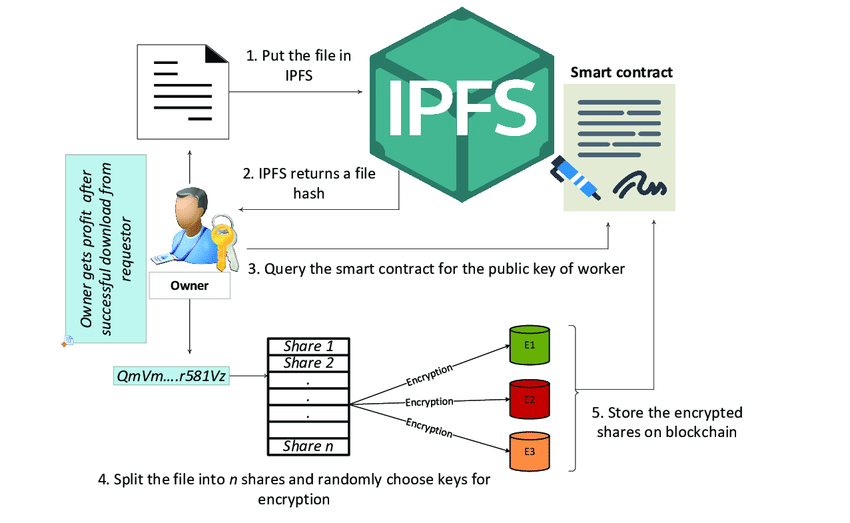 1. Put the file in
IPFS
IPFS
Smart contract
2. IPFS returns a file
hash
Owner gets profit after
successful download from
requestor
Owner
3. Query the smart contract for the public key of worker
QmVm....r581Vz
Share 1
Share 2
.
.
.
Share n
Encryption
Encryption
Encryption
E1
E2
E3
5. Store the encrypted
shares on blockchain
4. Split the file into n shares and randomly choose keys for
encryption